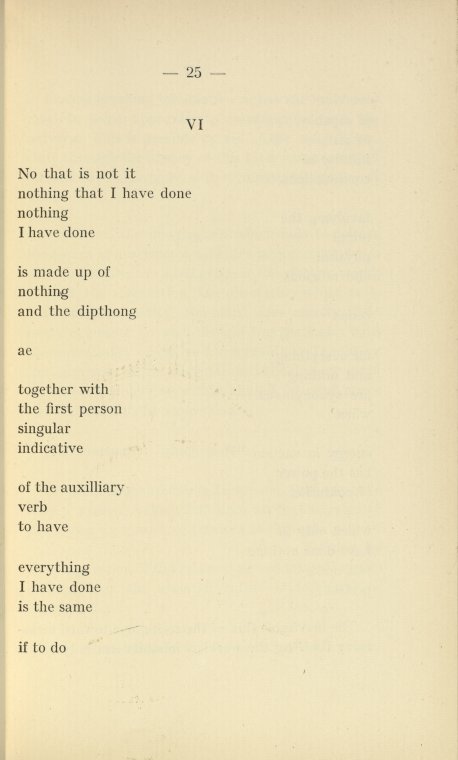 — 25 —
VI
No that is not it
nothing that I have done
nothing
I have done
is made up of
nothing
and the dipthong
ae
together with
the first person
singular
indicative
of the auxilliary
verb
to have
everything
I have done
is the same
if to do